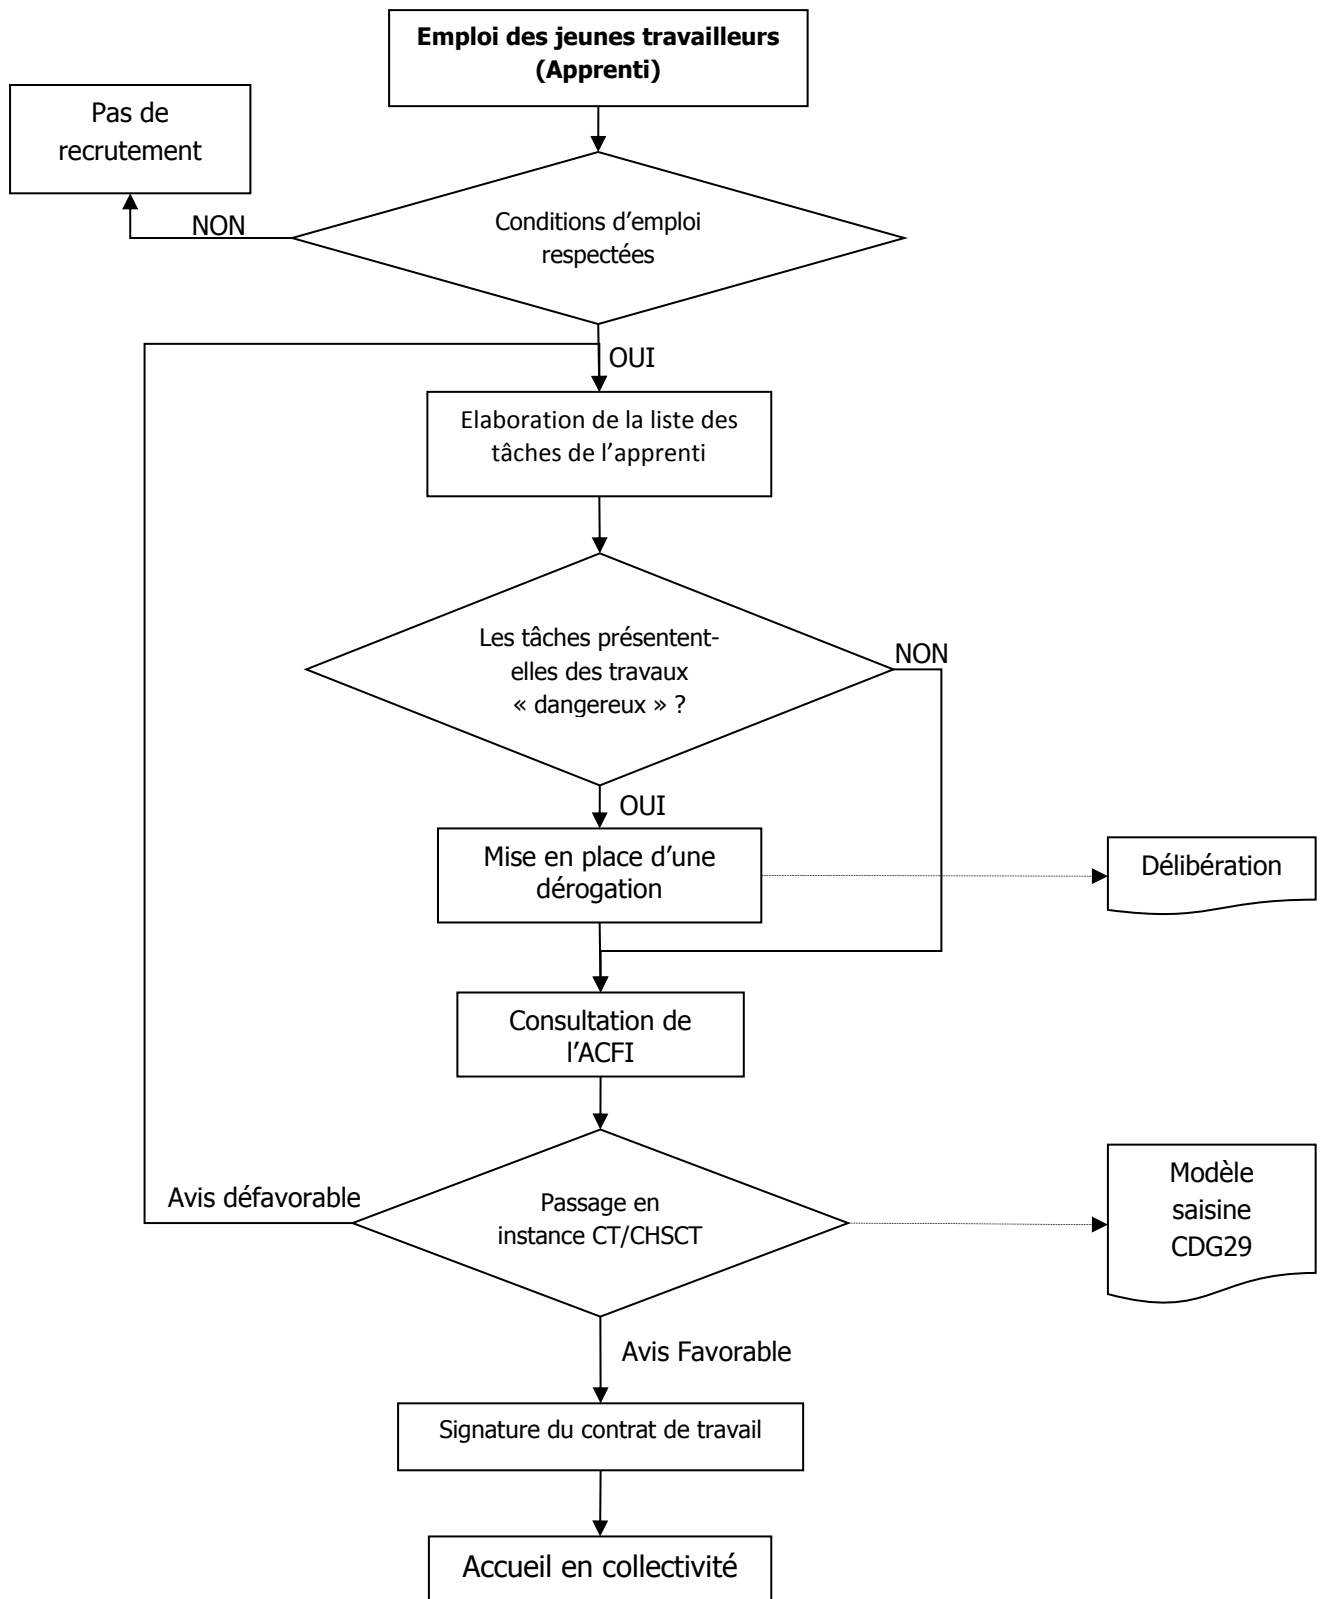 Emploi des jeunes travailleurs
(Apprenti)
Pas de
recrutement
NON
Conditions d’emploi
respectées
OUI
Elaboration de la liste des
tâches de l’apprenti
Les tâches présentent-
elles des travaux
« dangereux » ?
NON
OUI
Mise en place d’une
dérogation
Délibération
Consultation de
l’ACFI
Avis défavorable
Passage en
instance CT/CHSCT
Modèle
saisine
CDG29
Avis Favorable
Signature du contrat de travail
Accueil en collectivité